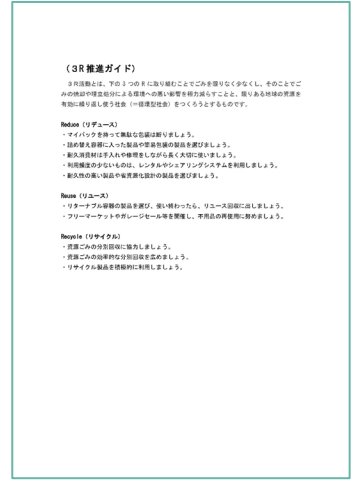 （３Ｒ推進ガイド）
３Ｒ活動とは、下の３つのＲに取り組むことでごみを限りなく少なくし、そのことでご
みの焼却や埋立処分による環境への悪い影響を極力減らすことと、限りある地球の資源を
有効に繰り返し使う社会（＝循環型社会）をつくろうとするものです。
Reduce（リデュース）
・マイバックを持って無駄な包装は断りましょう。
・詰め替え容器に入った製品や簡易包装の製品を選びましょう。
・耐久消費材は手入れや修理をしながら長く大切に使いましょう。
・利用頻度の少ないものは、レンタルやシェアリングシステムを利用しましょう。
・耐久性の高い製品や省資源化設計の製品を選びましょう。
Reuse（リユース）
・リターナブル容器の製品を選び、使い終わったら、リユース回収に出しましょう。
・フリーマーケットやガレージセール等を開催し、不用品の再使用に努めましょう。
Recycle（リサイクル）
・資源ごみの分別回収に協力しましょう。
・資源ごみの効率的な分別回収を広めましょう。
・リサイクル製品を積極的に利用しましょう。